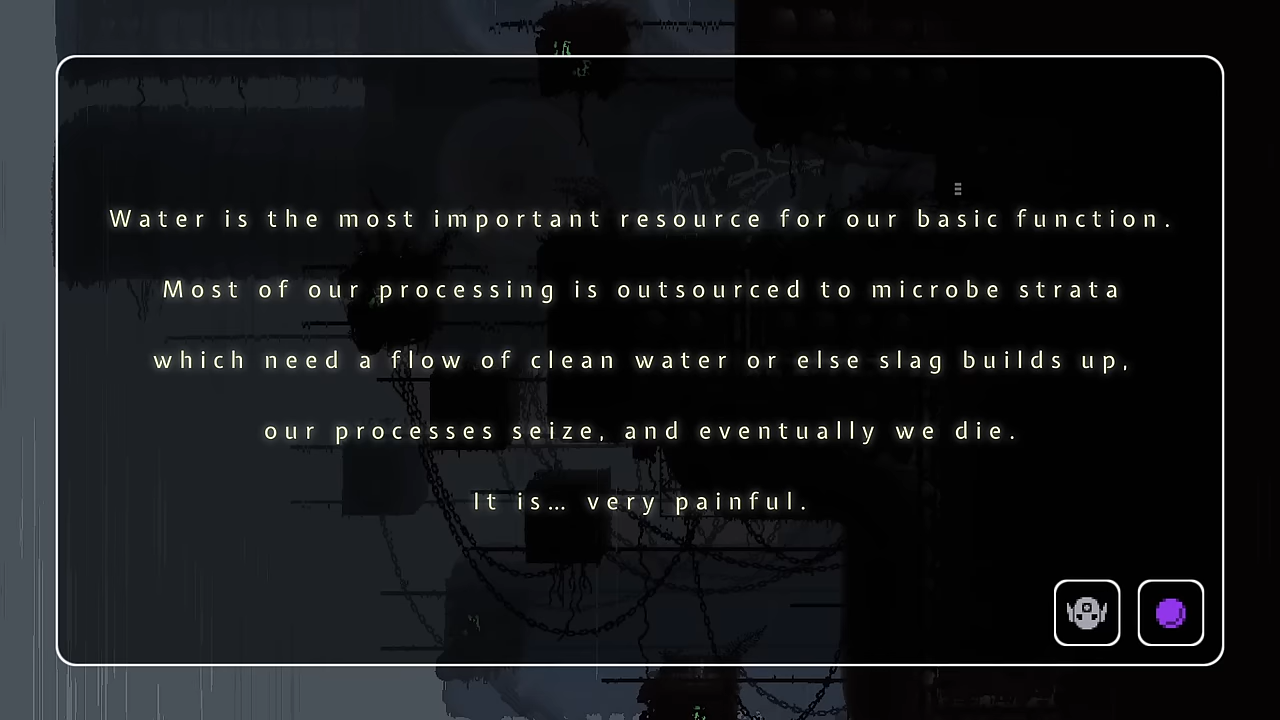 Water is the most important resource for our basic function.
Most of our processing is outsourced to microbe strata
which need a flow of clean water or else slag builds up,
our processes seize, and eventually we die.
It is… very painful.